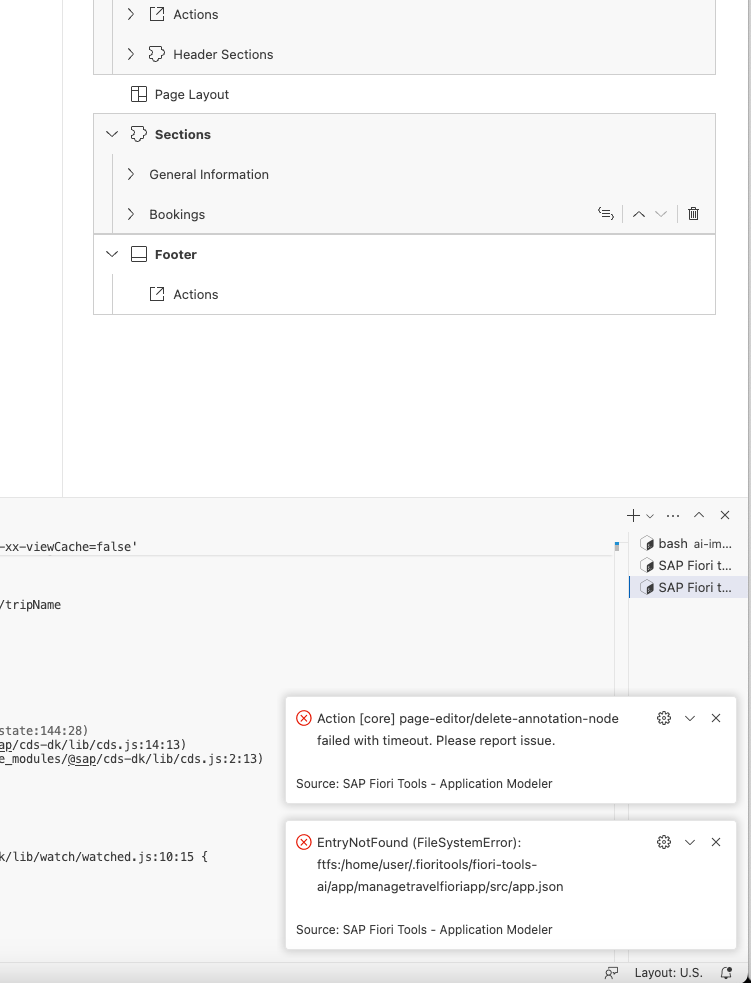 Actions
Header Sections
Page Layout
Sections
General Information
Bookings
Footer
Actions
-xx-viewCache=false'
bash ai-im...
SAP Fiori t...
SAP Fiori t...
/tripName
state:144:28)
ap/cds-dk/lib/cds.js:14:13)
e_modules/@sap/cds-dk/lib/cds.js:2:13)
k/lib/watch/watched.js:10:15 {
Action [core] page-editor/delete-annotation-node
failed with timeout. Please report issue.
Source: SAP Fiori Tools - Application Modeler
EntryNotFound (FileSystemError):
ftfs:/home/user/.fioritools/fiori-tools-
ai/app/managetravelfioriapp/src/app.json
Source: SAP Fiori Tools - Application Modeler
Layout: U.S.